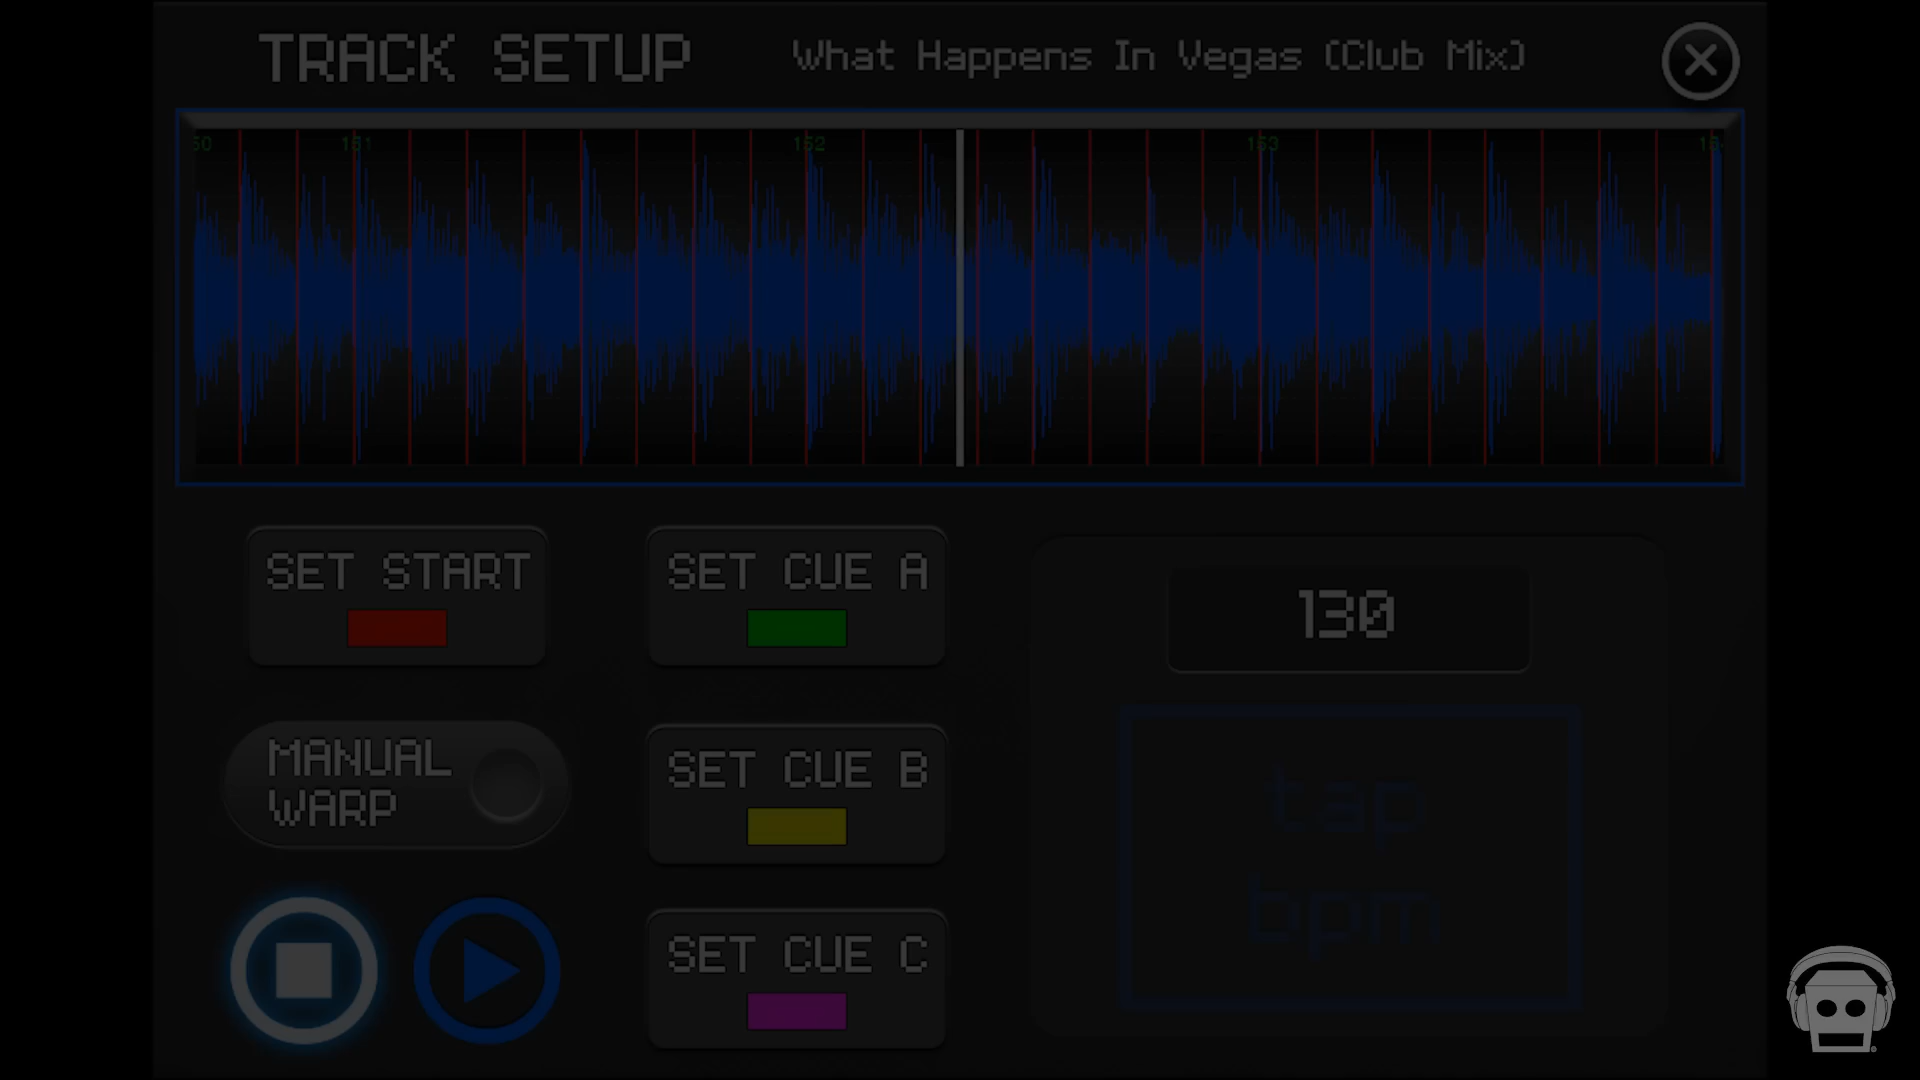 TRACK SETUP
What Happens In Vegas (Club Mix)
151
152
153
SET START
SET CUE A
130
MANUAL
WARP
SET CUE B
tap
bpm
SET CUE C